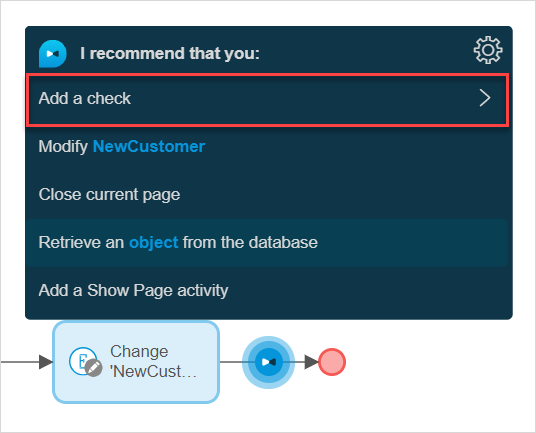 I recommend that you:
Add a check
Modify NewCustomer
Close current page
Retrieve an object from the database
Add a Show Page activity
E
Change
'NewCust...